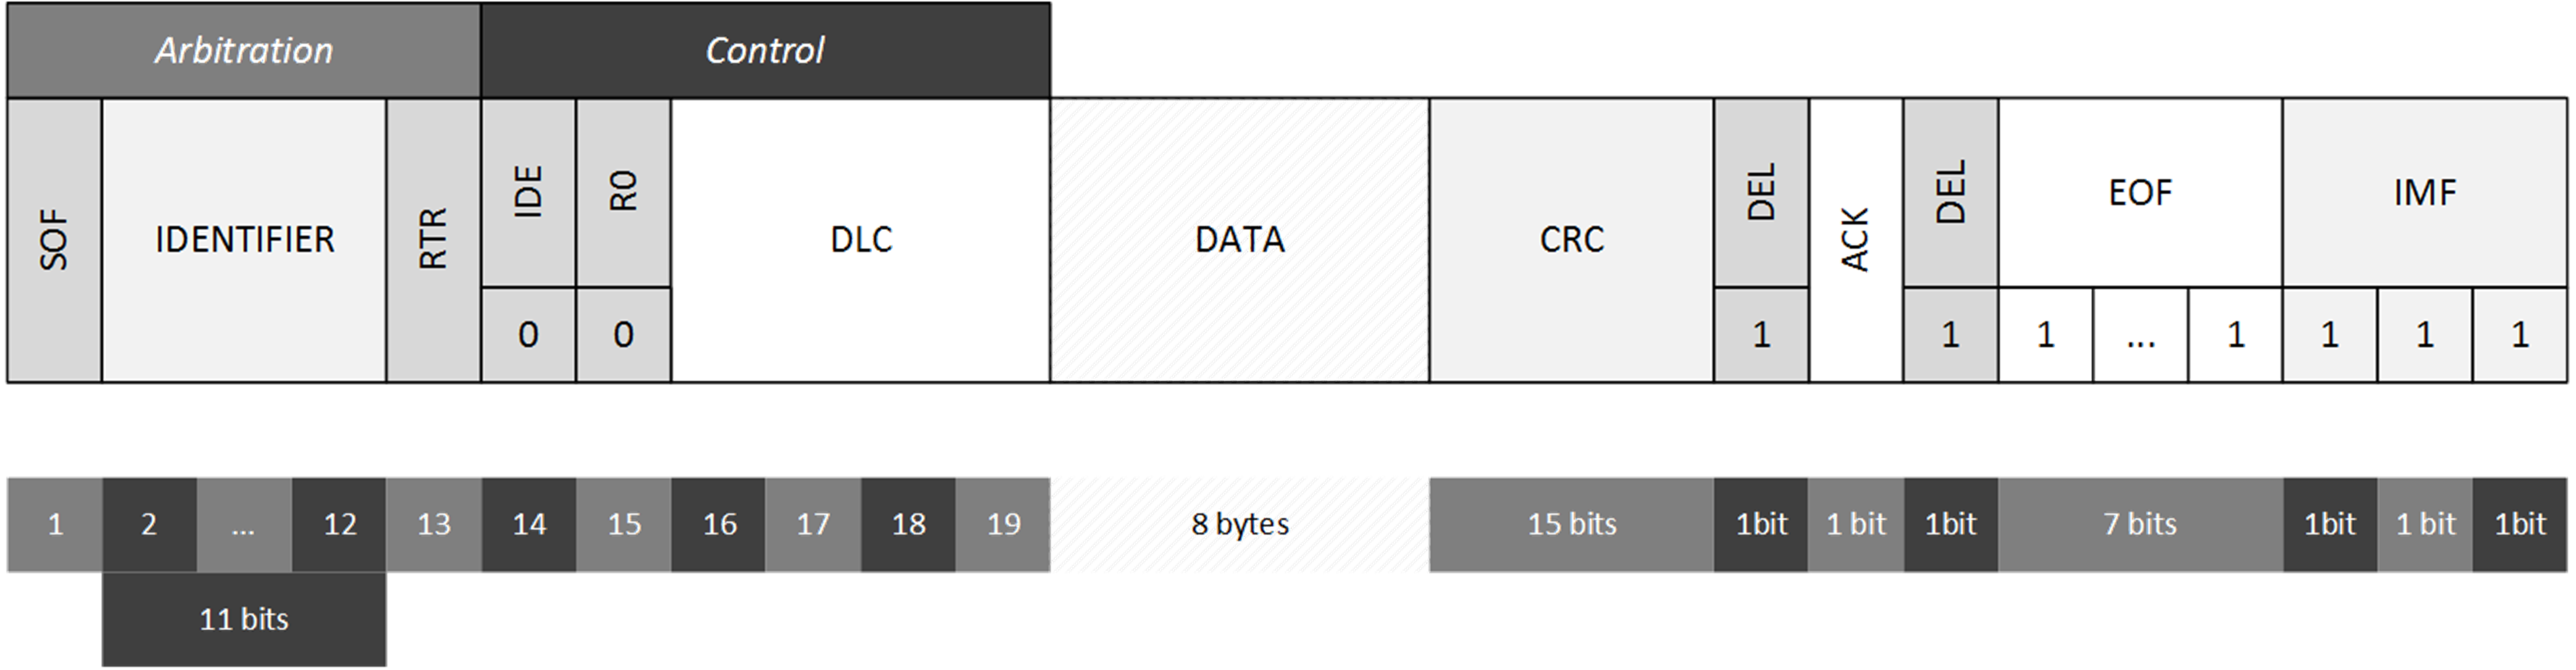 Arbitration Control
SOF IDENTIFIER RTR IDE R0 DLC DATA CRC DEL ACK DEL EOF IMF
0 0 1 1 1 ... 1 1 1 1
1 2 ... 12 13 14 15 16 17 18 19 8 bytes 15 bits 1bit 1 bit 1bit 7 bits 1bit 1 bit 1bit
11 bits